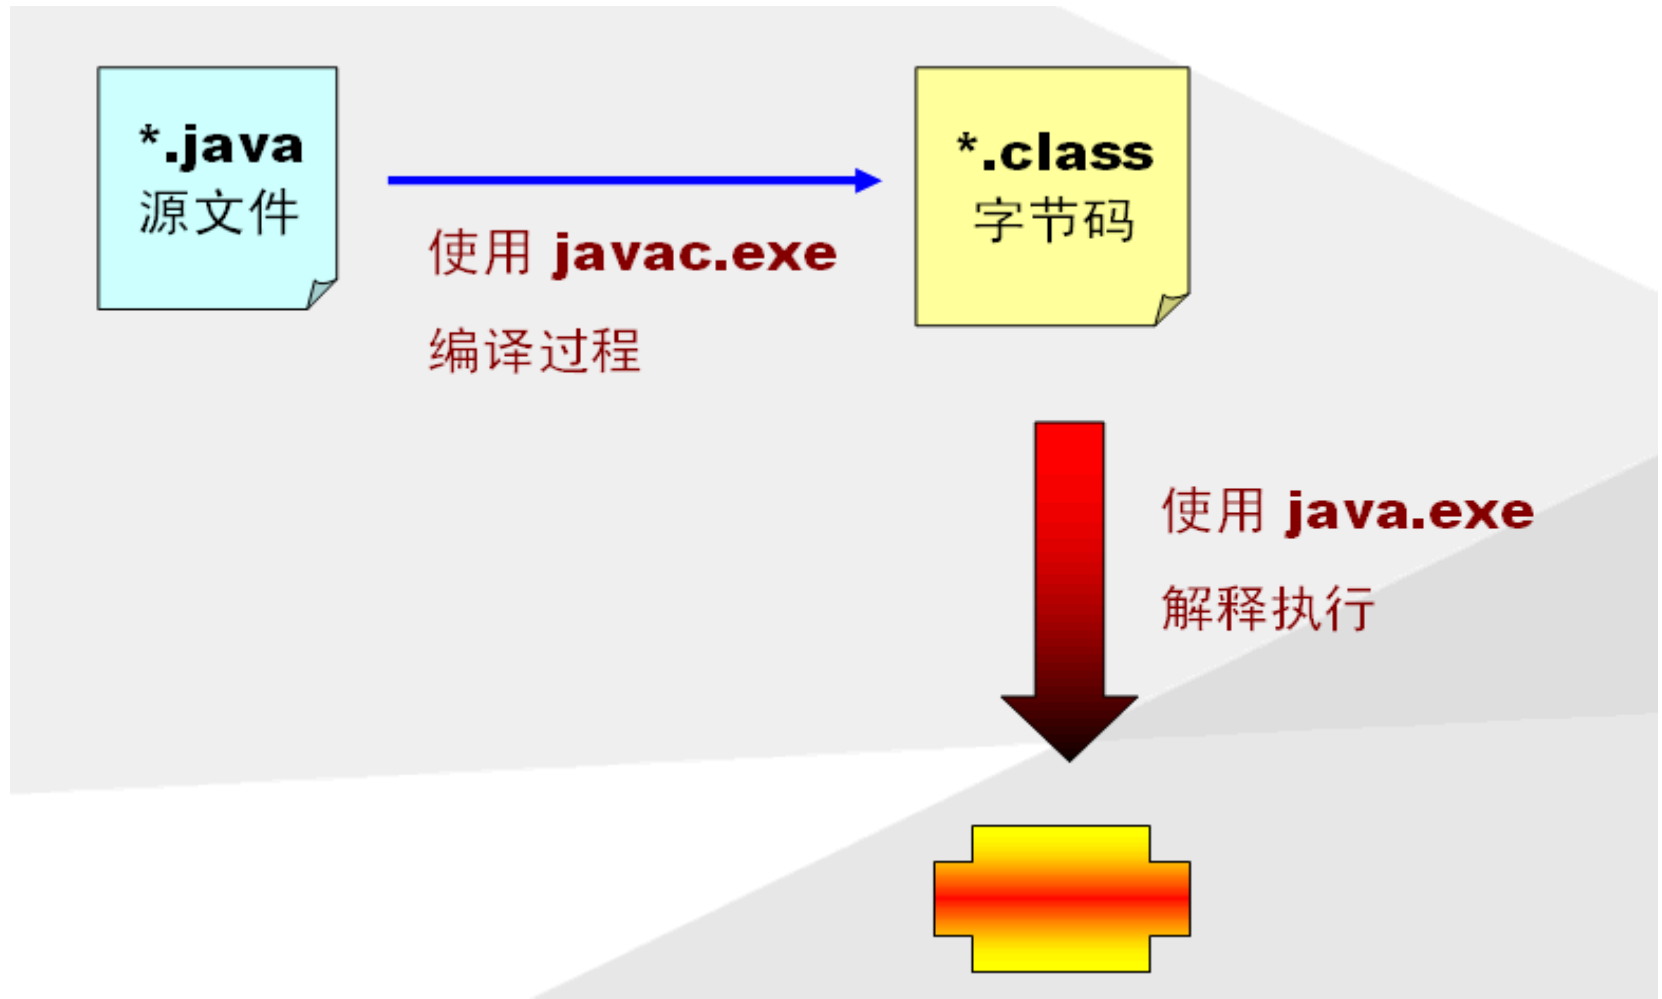 *.java
源文件
使用 javac.exe
编译过程
*.class
字节码
使用 java.exe
解释执行